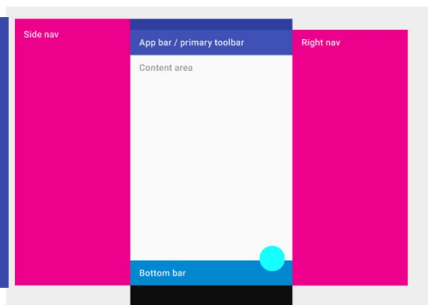 Side nav
App bar / primary toolbar
Right nav
Content area
Bottom bar